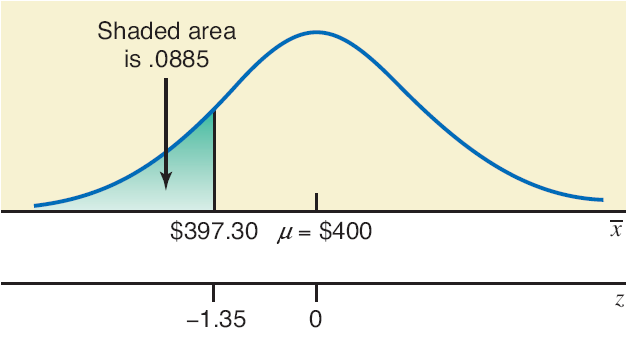 Shaded area
is .0885
$397.30 μ = $400
x̅
z
−1.35 0